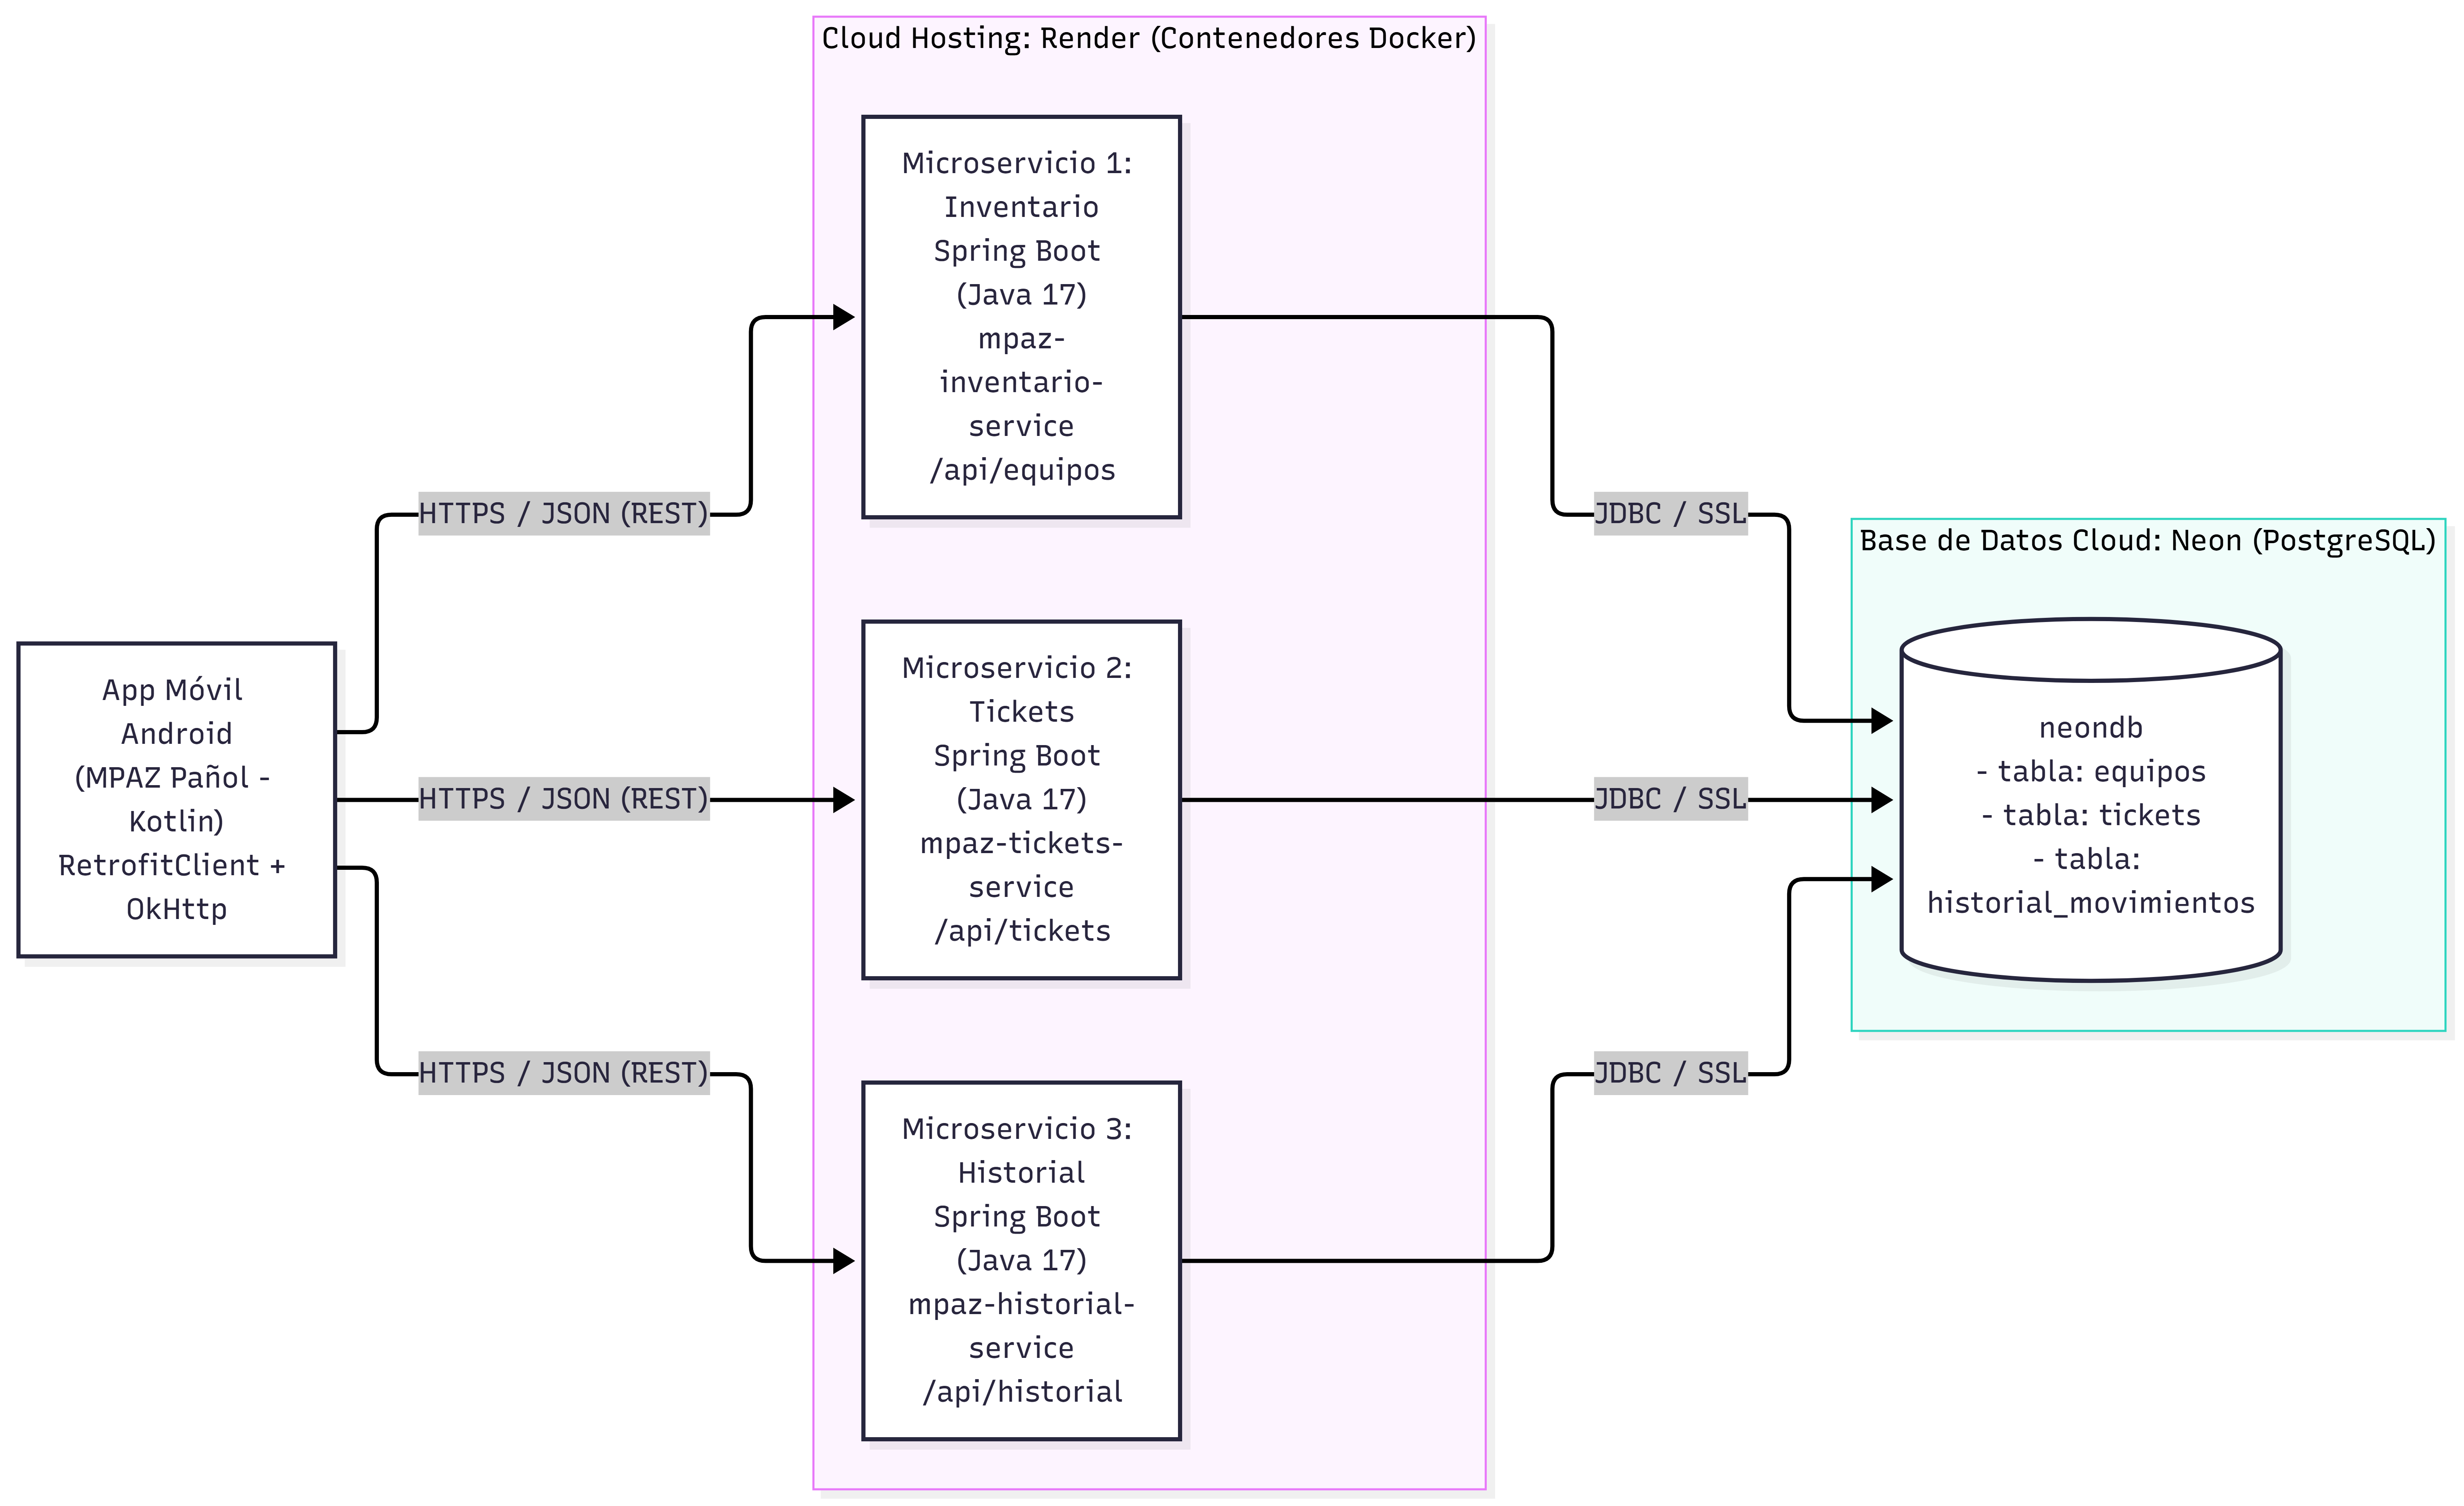 Cloud Hosting: Render (Contenedores Docker)
Microservicio 1:
Inventario
Spring Boot
(Java 17)
mpaz-
inventario-
service
/api/equipos
HTTPS / JSON (REST)
JDBC / SSL
Base de Datos Cloud: Neon (PostgreSQL)
App Móvil
Android
(MPAZ Pañol -
Kotlin)
RetrofitClient +
OkHttp
HTTPS / JSON (REST)
Microservicio 2:
Tickets
Spring Boot
(Java 17)
mpaz-tickets-
service
/api/tickets
JDBC / SSL
neondb
- tabla: equipos
- tabla: tickets
- tabla:
historial_movimientos
HTTPS / JSON (REST)
JDBC / SSL
Microservicio 3:
Historial
Spring Boot
(Java 17)
mpaz-historial-
service
/api/historial